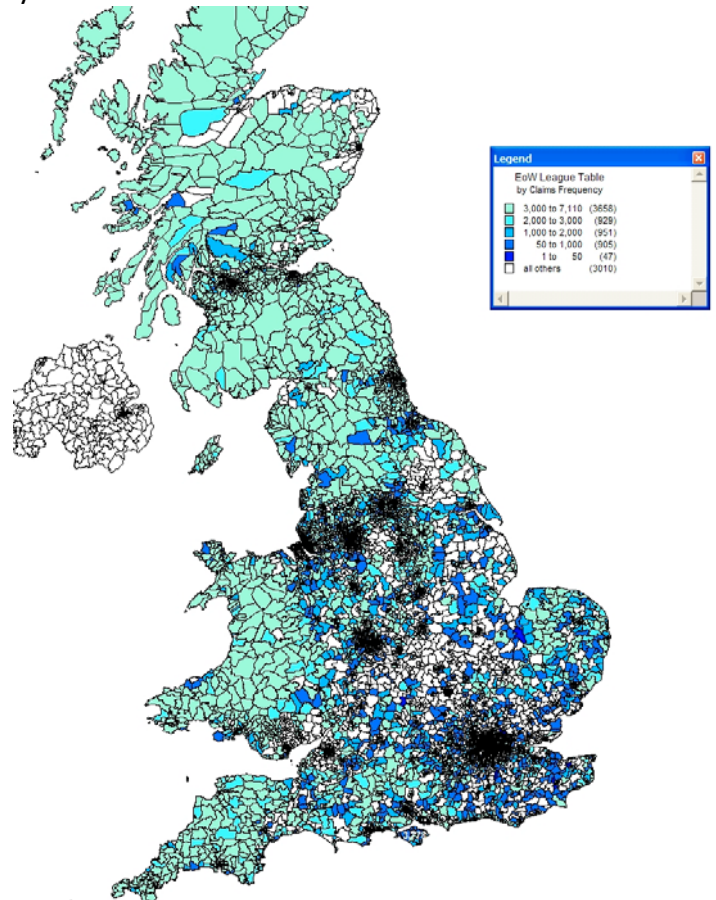 Legend
EoW League Table
by Claims Frequency
3,000 to 7,110 (3658)
2,000 to 3,000 (929)
1,000 to 2,000 (951)
50 to 1,000 (905)
1 to 50 (47)
all others (3010)